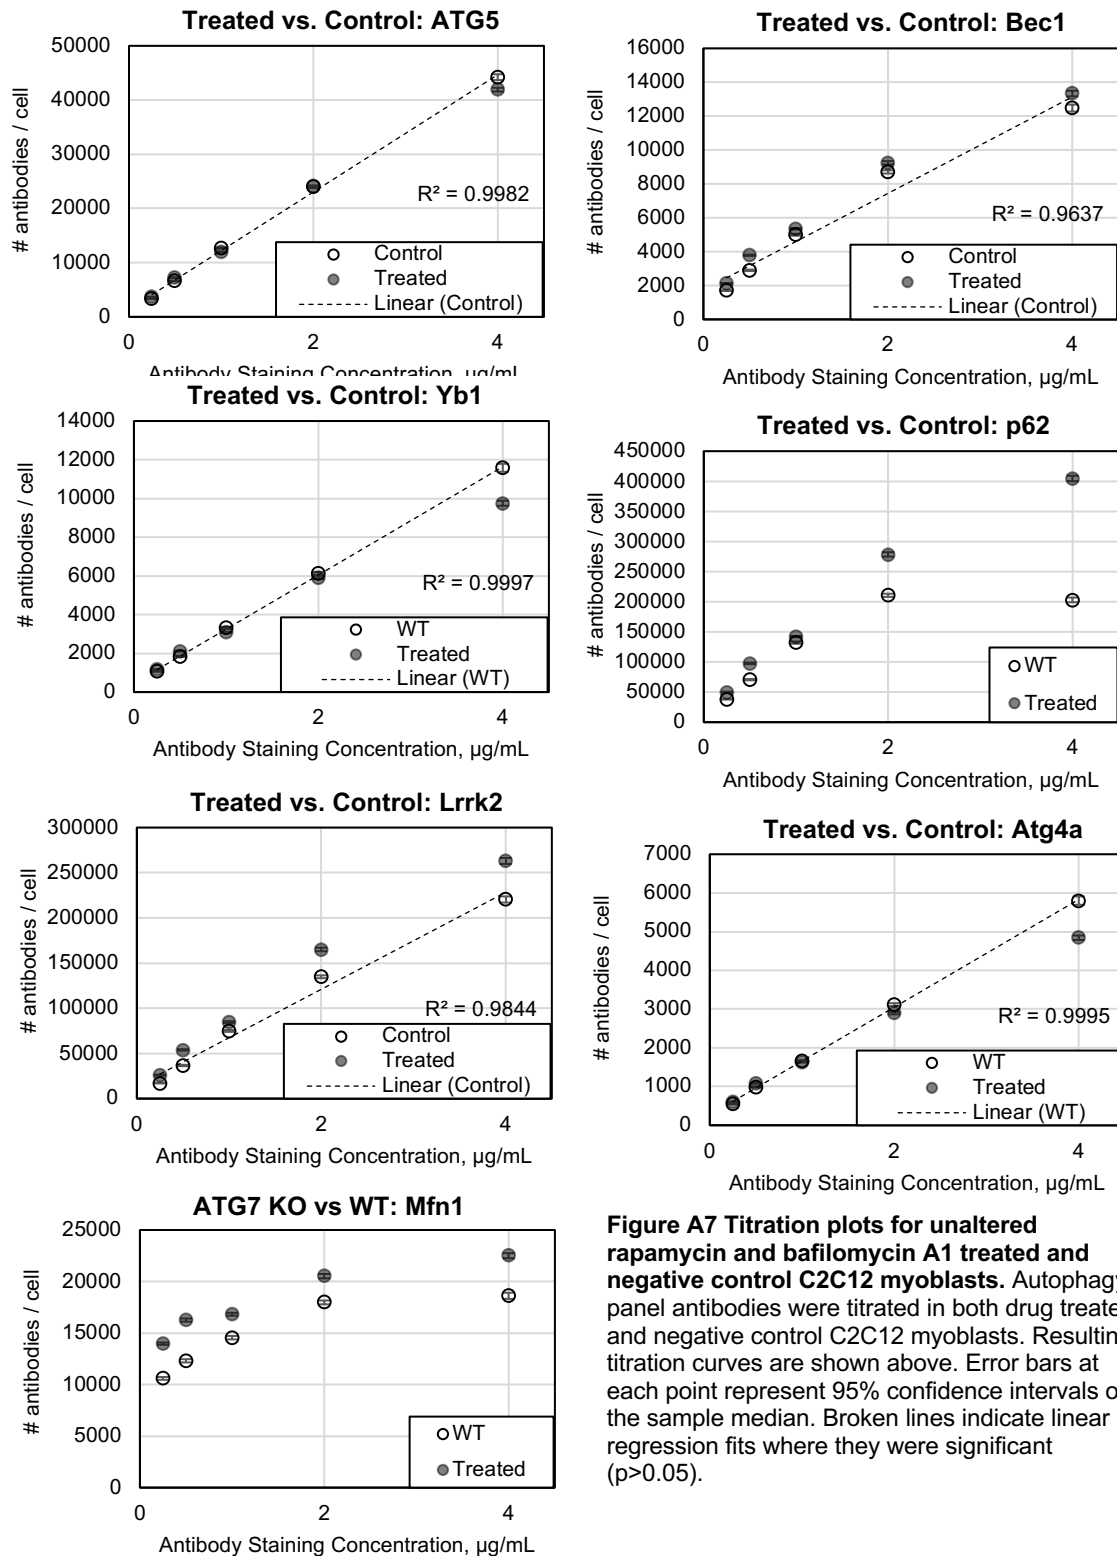 Treated vs. Control: ATG5
50000
40000
30000
20000
10000
0
# antibodies / cell
R² = 0.9982
Control
Treated
Linear (Control)
0 2 4
Antibody Staining Concentration, µg/mL
Treated vs. Control: Bec1
16000
14000
12000
10000
8000
6000
4000
2000
0
# antibodies / cell
R² = 0.9637
Control
Treated
Linear (Control)
0 2 4
Antibody Staining Concentration, µg/mL
Treated vs. Control: Yb1
14000
12000
10000
8000
6000
4000
2000
0
# antibodies / cell
R² = 0.9997
WT
Treated
Linear (WT)
0 2 4
Antibody Staining Concentration, µg/mL
Treated vs. Control: p62
450000
400000
350000
300000
250000
200000
150000
100000
50000
0
# antibodies / cell
WT
Treated
0 2 4
Antibody Staining Concentration, µg/mL
Treated vs. Control: Lrrk2
300000
250000
200000
150000
100000
50000
0
# antibodies / cell
R² = 0.9844
Control
Treated
Linear (Control)
0 2 4
Antibody Staining Concentration, µg/mL
Treated vs. Control: Atg4a
7000
6000
5000
4000
3000
2000
1000
0
# antibodies / cell
R² = 0.9995
WT
Treated
Linear (WT)
0 2 4
Antibody Staining Concentration, µg/mL
ATG7 KO vs WT: Mfn1
25000
20000
15000
10000
5000
0
# antibodies / cell
WT
Treated
0 2 4
Antibody Staining Concentration, µg/mL
Figure A7 Titration plots for unaltered
rapamycin and bafilomycin A1 treated and
negative control C2C12 myoblasts. Autophagy
panel antibodies were titrated in both drug treate
and negative control C2C12 myoblasts. Resultin
titration curves are shown above. Error bars at
each point represent 95% confidence intervals o
the sample median. Broken lines indicate linear
regression fits where they were significant
(p>0.05).